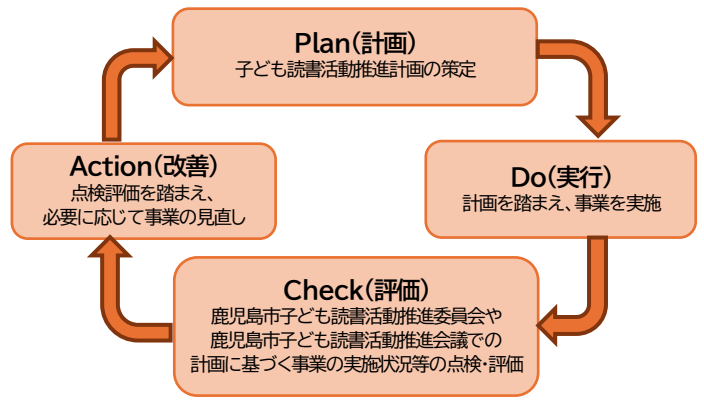 Plan(計画)
子ども読書活動推進計画の策定
Do(実行)
計画を踏まえ、事業を実施
Check(評価)
鹿児島市子ども読書活動推進委員会や
鹿児島市子ども読書活動推進会議での
計画に基づく事業の実施状況等の点検・評価
Action(改善)
点検評価を踏まえ、
必要に応じて事業の見直し